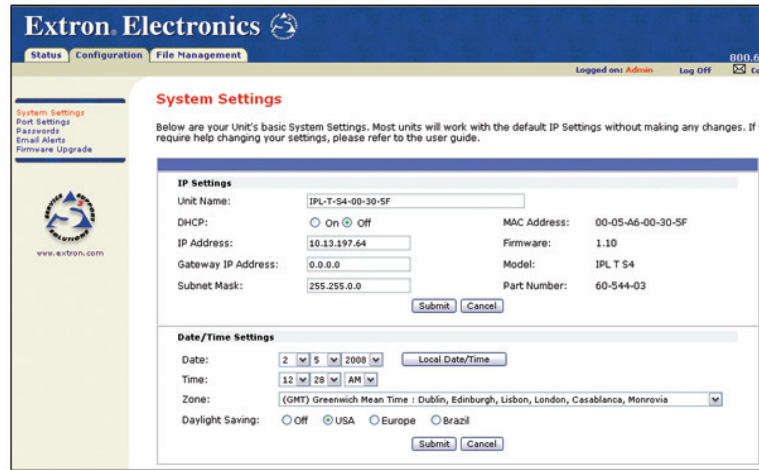 Extron. Electronics
Status Configuration File Management
800.6
Logged on: Admin Log Off
System Settings
Port Settings
Passwords
Email Alerts
Firmware Upgrade
SERVICE SUPPORT SOLUTIONS
S3
www.extron.com
System Settings
Below are your Unit's basic System Settings. Most units will work with the default IP Settings without making any changes. If
require help changing your settings, please refer to the user guide.
IP Settings
Unit Name: IPL-T-S4-00-30-5F
DHCP: On Off MAC Address: 00-05-A6-00-30-5F
IP Address: 10.13.197.64 Firmware: 1.10
Gateway IP Address: 0.0.0.0 Model: IPL T S4
Subnet Mask: 255.255.0.0 Part Number: 60-544-03
Submit Cancel
Date/Time Settings
Date: 2 5 2008 Local Date/Time
Time: 12 28 AM
Zone: (GMT) Greenwich Mean Time : Dublin, Edinburgh, Lisbon, London, Casablanca, Monrovia
Daylight Saving: Off USA Europe Brazil
Submit Cancel